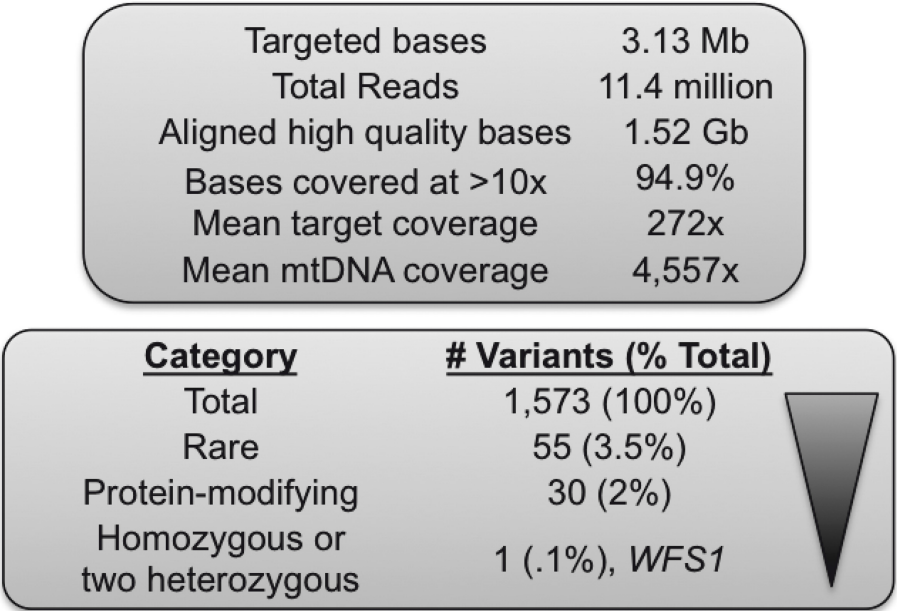 Targeted bases 3.13 Mb
Total Reads 11.4 million
Aligned high quality bases 1.52 Gb
Bases covered at >10x 94.9%
Mean target coverage 272x
Mean mtDNA coverage 4,557x
Category # Variants (% Total)
Total 1,573 (100%)
Rare 55 (3.5%)
Protein-modifying 30 (2%)
Homozygous or
two heterozygous 1 (.1%), WFS1